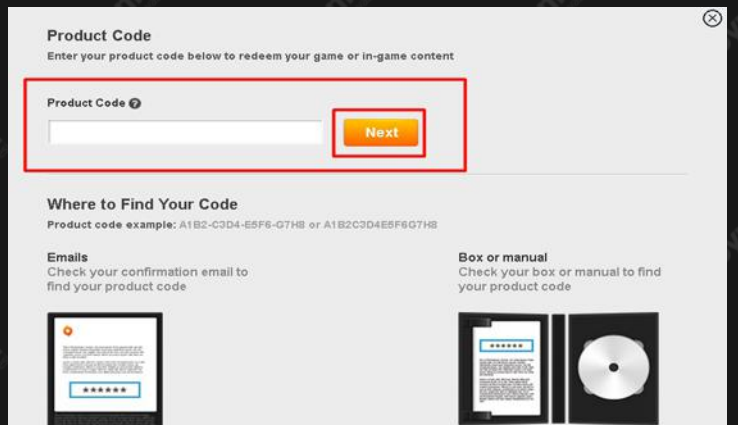 Product Code
Enter your product code below to redeem your game or in-game content
Product Code ?
Next
Where to Find Your Code
Product code example: A1B2-C3D4-E5F6-G7H8 or A1B2C3D4E5F6G7H8
Emails
Check your confirmation email to
find your product code
Box or manual
Check your box or manual to find
your product code
******
******